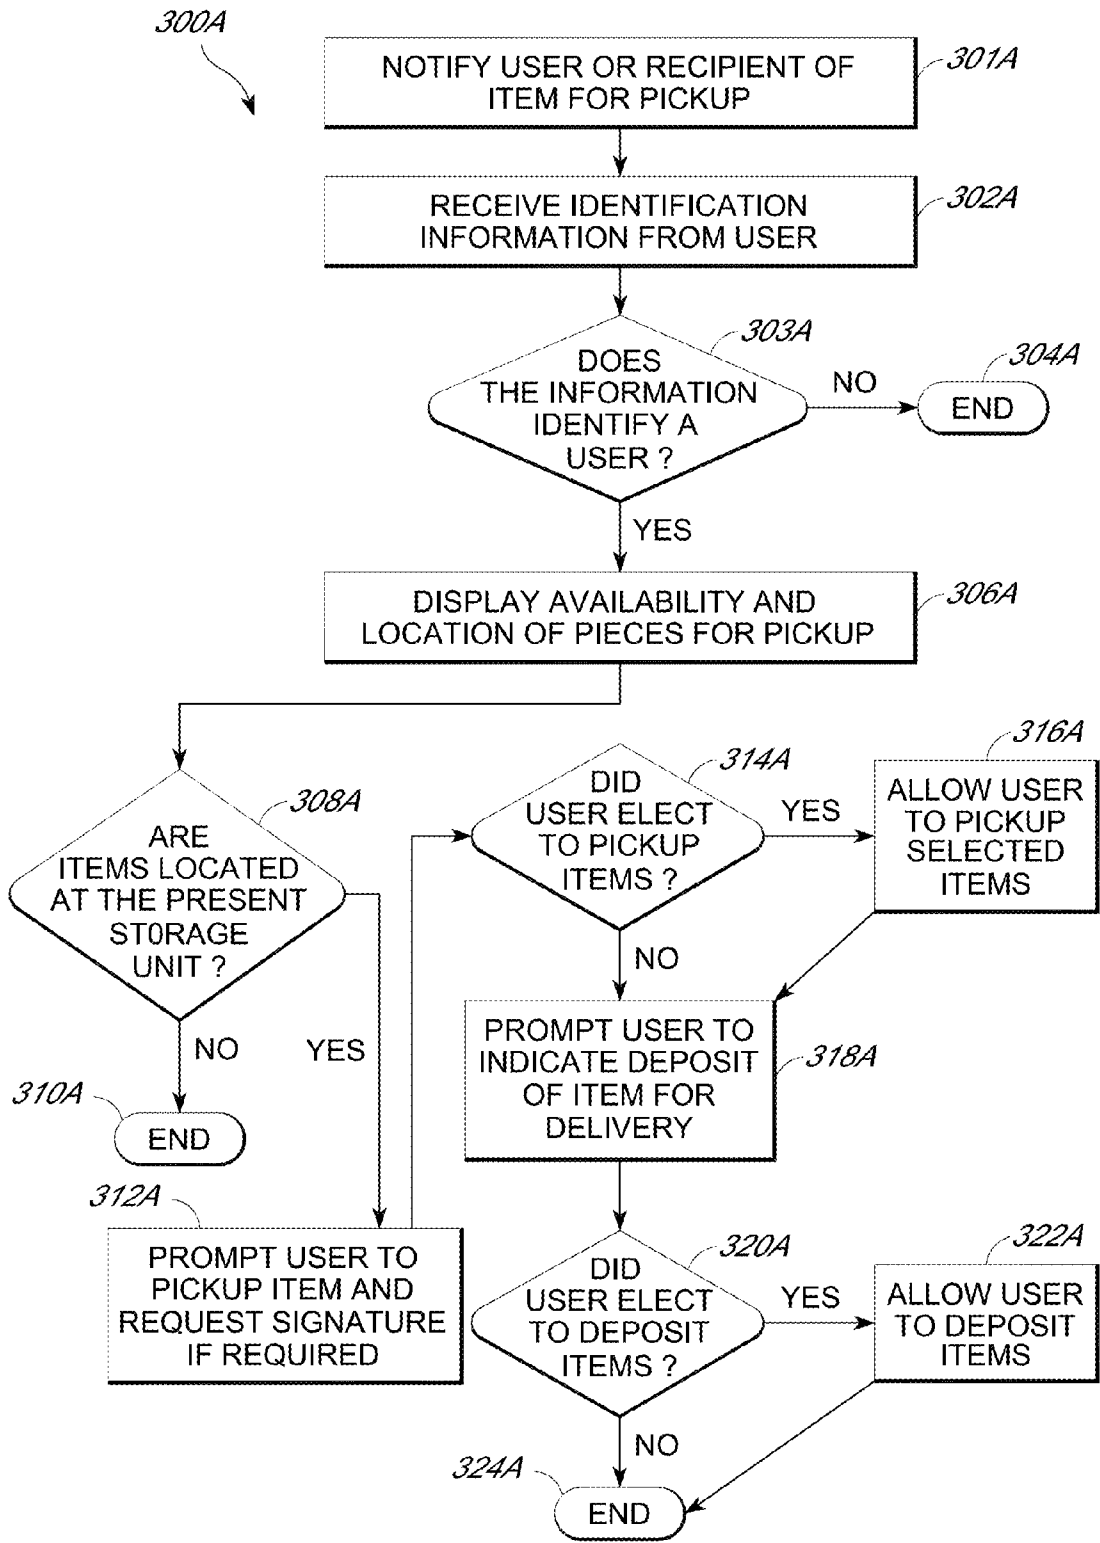 300A
NOTIFY USER OR RECIPIENT OF
ITEM FOR PICKUP
301A
RECEIVE IDENTIFICATION
INFORMATION FROM USER
302A
303A
DOES
THE INFORMATION
IDENTIFY A
USER ?
NO
304A
END
YES
DISPLAY AVAILABILITY AND
LOCATION OF PIECES FOR PICKUP
306A
308A
ARE
ITEMS LOCATED
AT THE PRESENT
ST0RAGE
UNIT ?
NO
310A
END
YES
312A
PROMPT USER TO
PICKUP ITEM AND
REQUEST SIGNATURE
IF REQUIRED
314A
DID
USER ELECT
TO PICKUP
ITEMS ?
YES
316A
ALLOW USER
TO PICKUP
SELECTED
ITEMS
NO
PROMPT USER TO
INDICATE DEPOSIT
OF ITEM FOR
DELIVERY
318A
320A
DID
USER ELECT
TO DEPOSIT
ITEMS ?
YES
322A
ALLOW USER
TO DEPOSIT
ITEMS
NO
324A
END